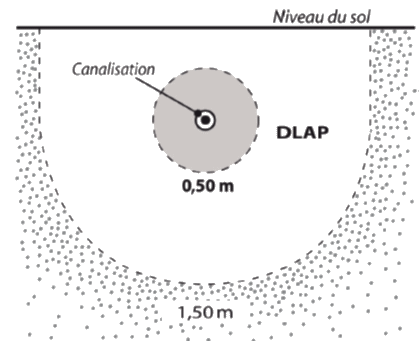 Niveau du sol
Canalisation
DLAP
0,50 m
1,50 m